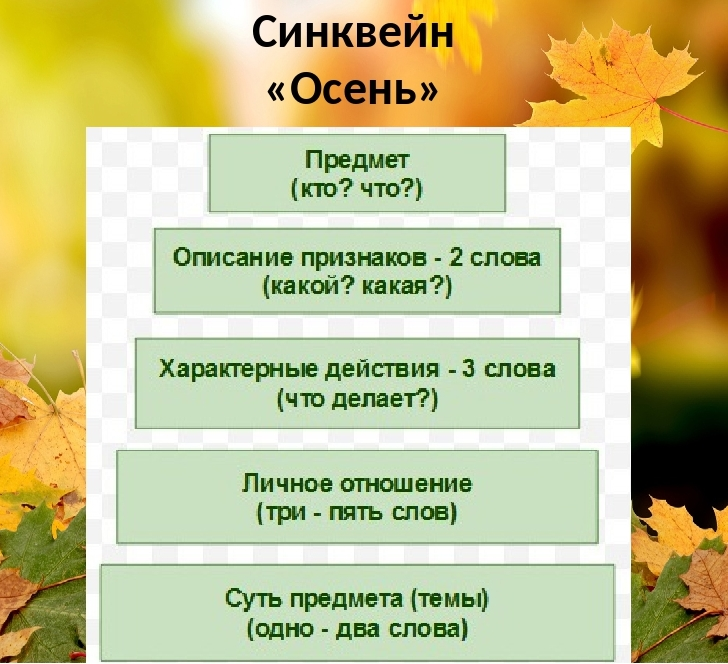 Синквейн
«Осень»
Предмет
(кто? что?)
Описание признаков - 2 слова
(какой? какая?)
Характерные действия - 3 слова
(что делает?)
Личное отношение
(три - пять слов)
Суть предмета (темы)
(одно - два слова)